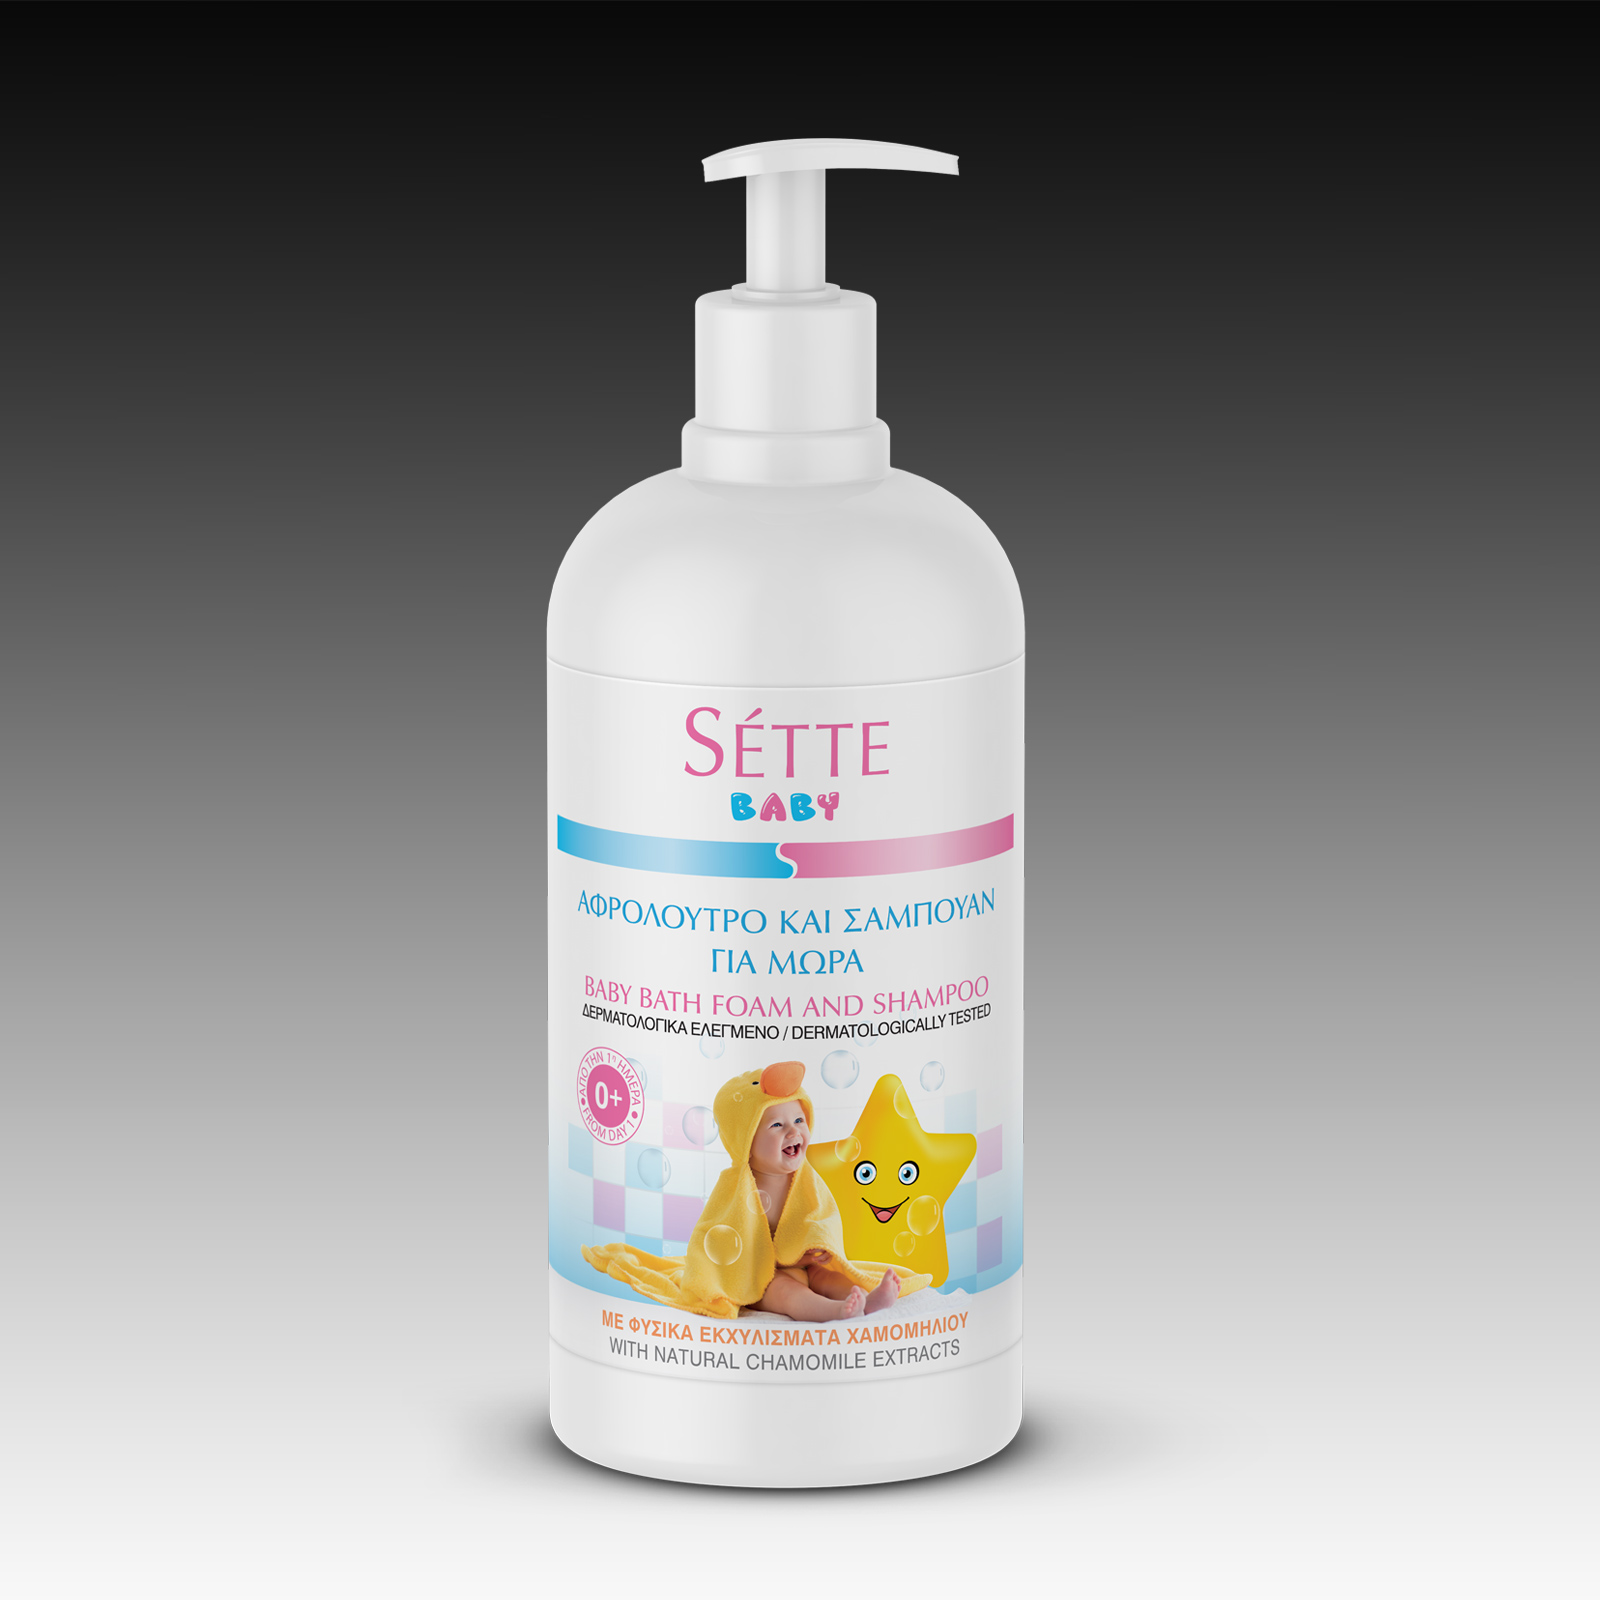 SÉTTE
BABY
ΑΦΡΟΛΟΥΤΡΟ ΚΑΙ ΣΑΜΠΟΥΑΝ
ΓΙΑ ΜΩΡΑ
BABY BATH FOAM AND SHAMPOO
ΔΕΡΜΑΤΟΛΟΓΙΚΑ ΕΛΕΓΜΕΝΟ / DERMATOLOGICALLY TESTED
ΑΠΟ ΤΗΝ 1η ΗΜΕΡΑ
0+
FROM DAY 1
ΜΕ ΦΥΣΙΚΑ ΕΚΧΥΛΙΣΜΑΤΑ ΧΑΜΟΜΗΛΙΟΥ
WITH NATURAL CHAMOMILE EXTRACTS